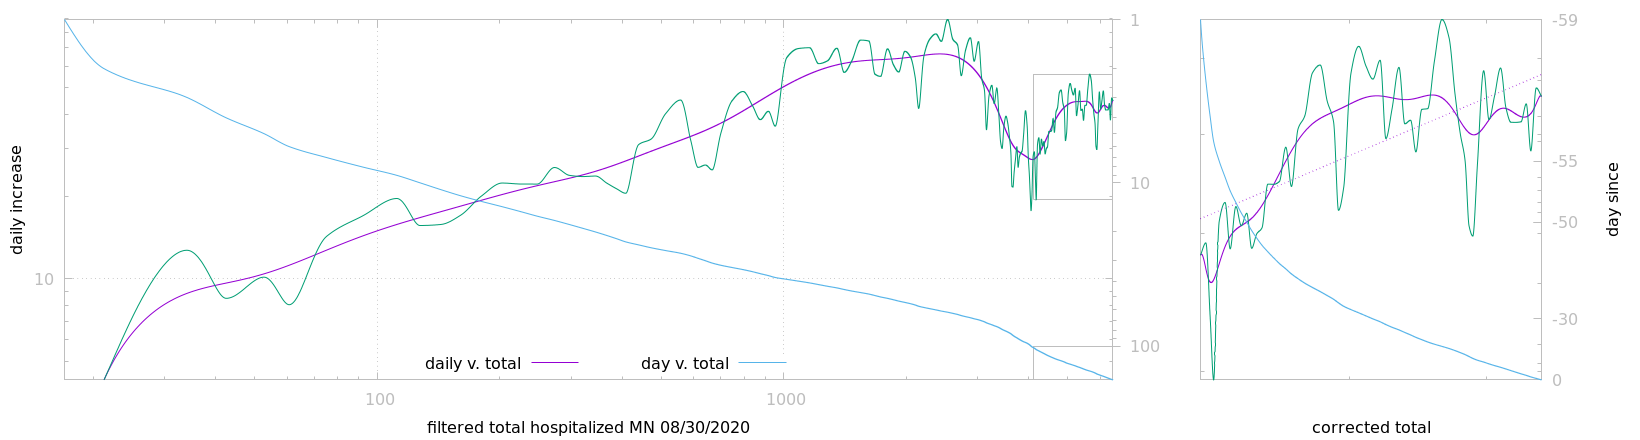 daily increase
10
100
1000
1
10
100
daily v. total
day v. total
filtered total hospitalized MN 08/30/2020
-59
-55
-50
-30
0
day since
corrected total